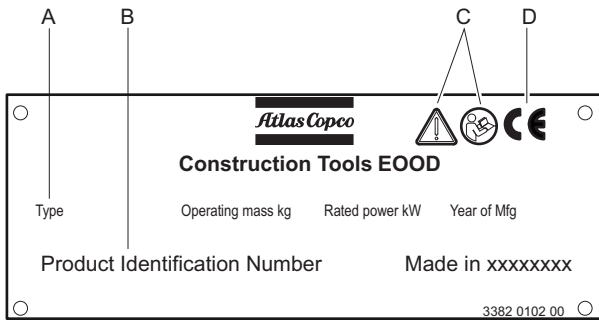 A B C D
Atlas Copco
CE
Construction Tools EOOD
Type Operating mass kg Rated power kW Year of Mfg
Product Identification Number Made in xxxxxxxx
3382 0102 00